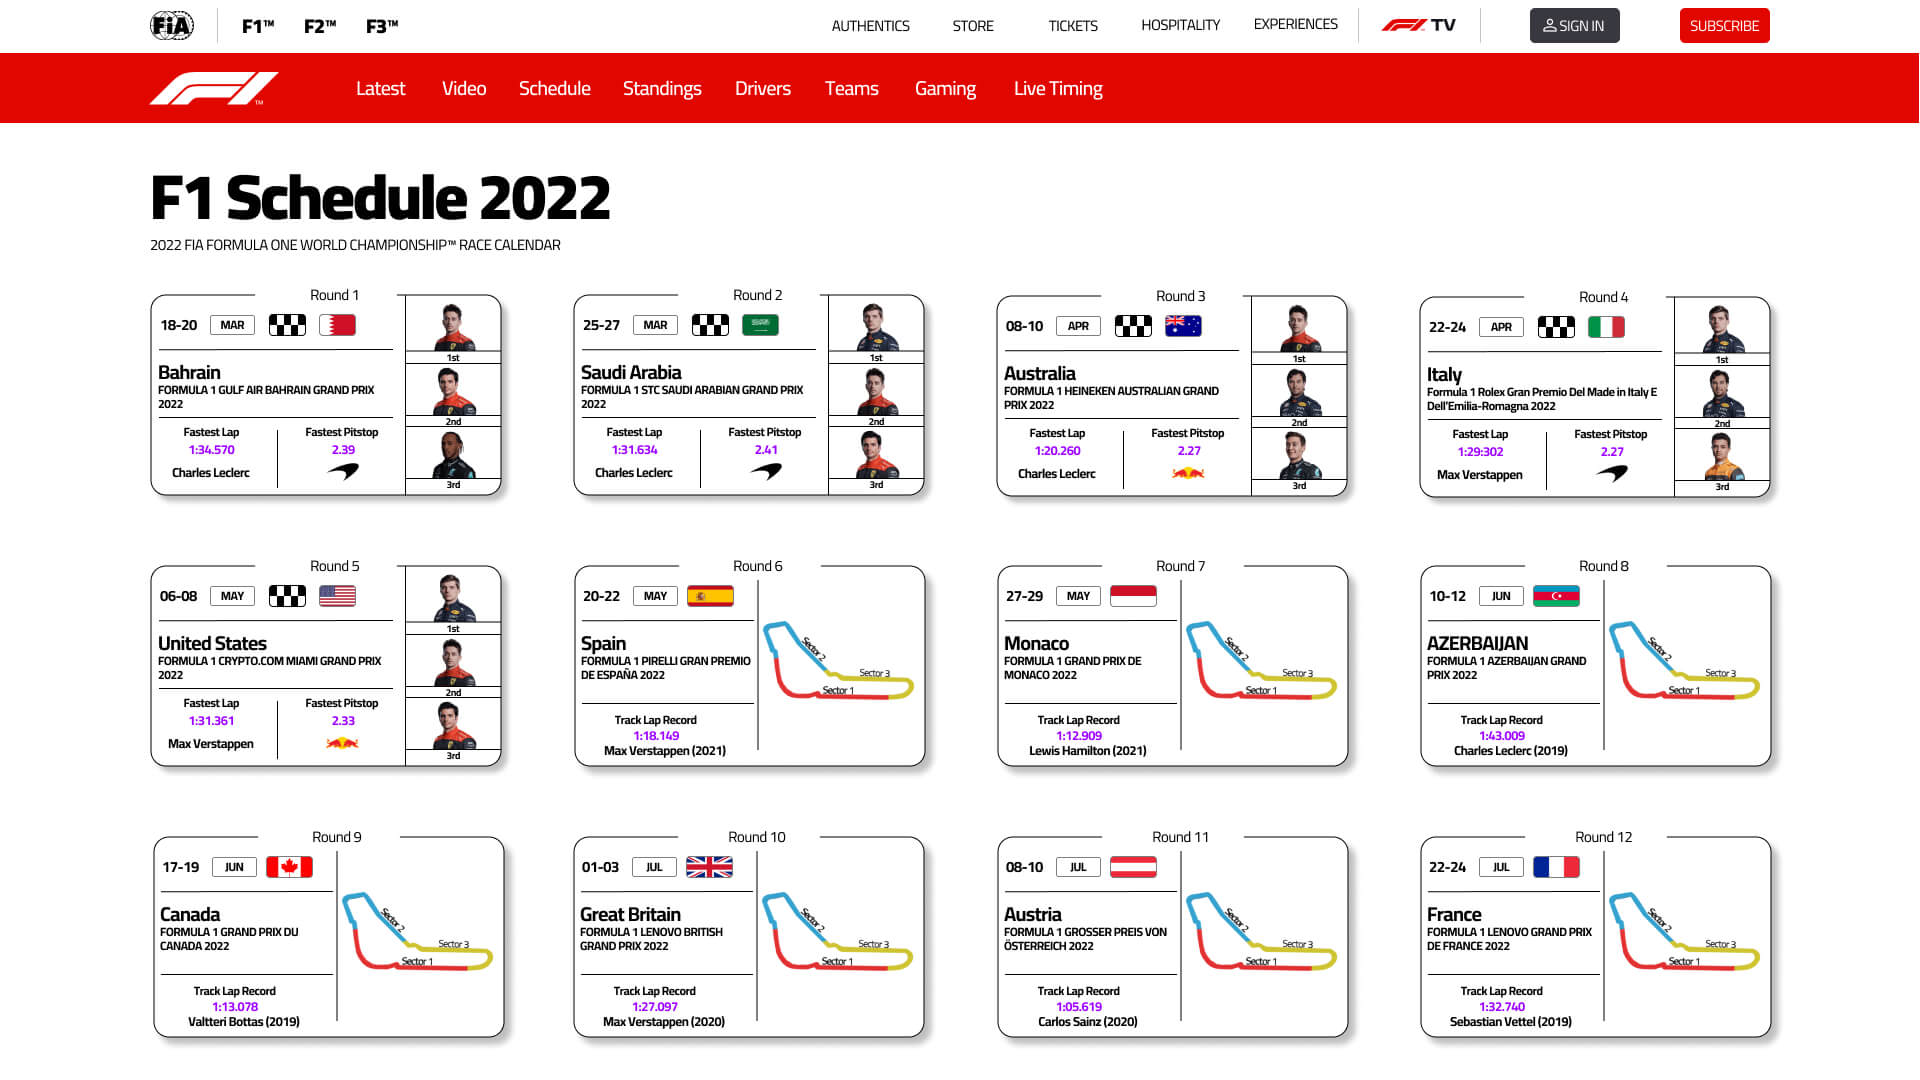 FiA
F1™ F2™ F3™
AUTHENTICS STORE TICKETS HOSPITALITY EXPERIENCES F1 TV SIGN IN SUBSCRIBE
F1™ Latest Video Schedule Standings Drivers Teams Gaming Live Timing
F1 Schedule 2022
2022 FIA FORMULA ONE WORLD CHAMPIONSHIP™ RACE CALENDAR
Round 1
18-20 MAR
Bahrain
FORMULA 1 GULF AIR BAHRAIN GRAND PRIX
2022
Fastest Lap
1:34.570
Charles Leclerc
Fastest Pitstop
2.39
1st
2nd
3rd
Round 2
25-27 MAR
Saudi Arabia
FORMULA 1 STC SAUDI ARABIAN GRAND PRIX
2022
Fastest Lap
1:31.634
Charles Leclerc
Fastest Pitstop
2.41
1st
2nd
3rd
Round 3
08-10 APR
Australia
FORMULA 1 HEINEKEN AUSTRALIAN GRAND
PRIX 2022
Fastest Lap
1:20.260
Charles Leclerc
Fastest Pitstop
2.27
1st
2nd
3rd
Round 4
22-24 APR
Italy
Formula 1 Rolex Gran Premio Del Made in Italy E
Dell'Emilia-Romagna 2022
Fastest Lap
1:29:302
Max Verstappen
Fastest Pitstop
2.27
1st
2nd
3rd
Round 5
06-08 MAY
United States
FORMULA 1 CRYPTO.COM MIAMI GRAND PRIX
2022
Fastest Lap
1:31.361
Max Verstappen
Fastest Pitstop
2.33
1st
2nd
3rd
Round 6
20-22 MAY
Spain
FORMULA 1 PIRELLI GRAN PREMIO
DE ESPAÑA 2022
Track Lap Record
1:18.149
Max Verstappen (2021)
Sector 2
Sector 3
Sector 1
Round 7
27-29 MAY
Monaco
FORMULA 1 GRAND PRIX DE
MONACO 2022
Track Lap Record
1:12.909
Lewis Hamilton (2021)
Sector 2
Sector 3
Sector 1
Round 8
10-12 JUN
AZERBAIJAN
FORMULA 1 AZERBAIJAN GRAND
PRIX 2022
Track Lap Record
1:43.009
Charles Leclerc (2019)
Sector 2
Sector 3
Sector 1
Round 9
17-19 JUN
Canada
FORMULA 1 GRAND PRIX DU
CANADA 2022
Track Lap Record
1:13.078
Valtteri Bottas (2019)
Sector 2
Sector 3
Sector 1
Round 10
01-03 JUL
Great Britain
FORMULA 1 LENOVO BRITISH
GRAND PRIX 2022
Track Lap Record
1:27.097
Max Verstappen (2020)
Sector 2
Sector 3
Sector 1
Round 11
08-10 JUL
Austria
FORMULA 1 GROSSER PREIS VON
ÖSTERREICH 2022
Track Lap Record
1:05.619
Carlos Sainz (2020)
Sector 2
Sector 3
Sector 1
Round 12
22-24 JUL
France
FORMULA 1 LENOVO GRAND PRIX
DE FRANCE 2022
Track Lap Record
1:32.740
Sebastian Vettel (2019)
Sector 2
Sector 3
Sector 1